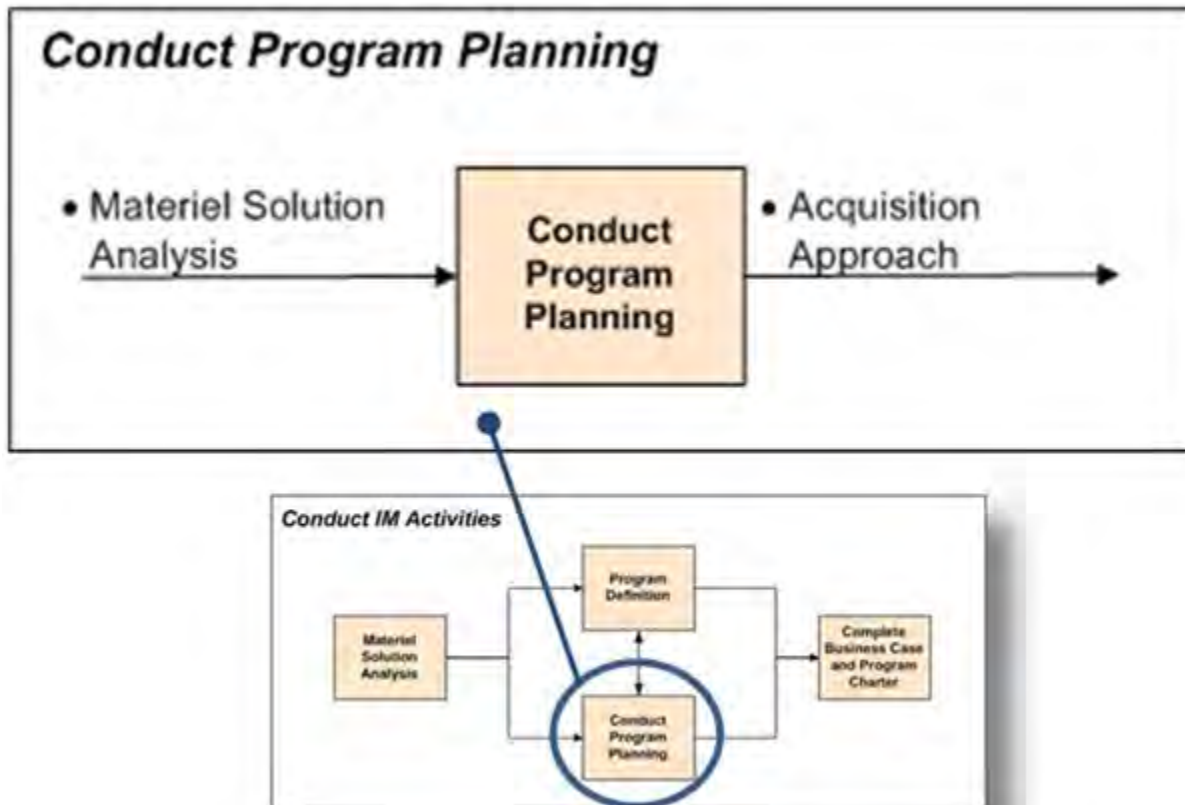 Conduct Program Planning
• Materiel Solution
Analysis
Conduct
Program
Planning
• Acquisition
Approach
Conduct IM Activities
Materiel
Solution
Analysis
Program
Definition
Conduct
Program
Planning
Complete
Business Case
and Program
Charter